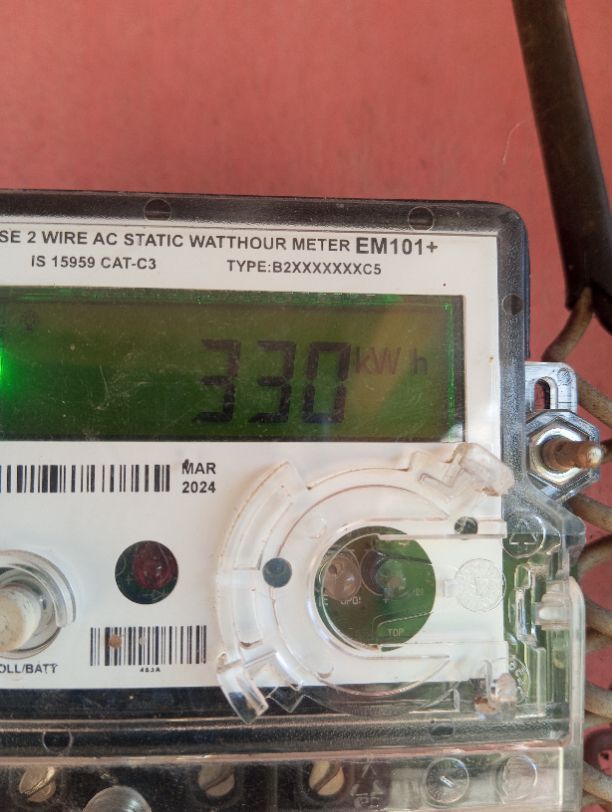 SE 2 WIRE AC STATIC WATTHOUR METER EM101+
IS 15959 CAT-C3 TYPE:B2XXXXXXXC5
330 kW h
MAR
2024
OLL/BATT
TOP